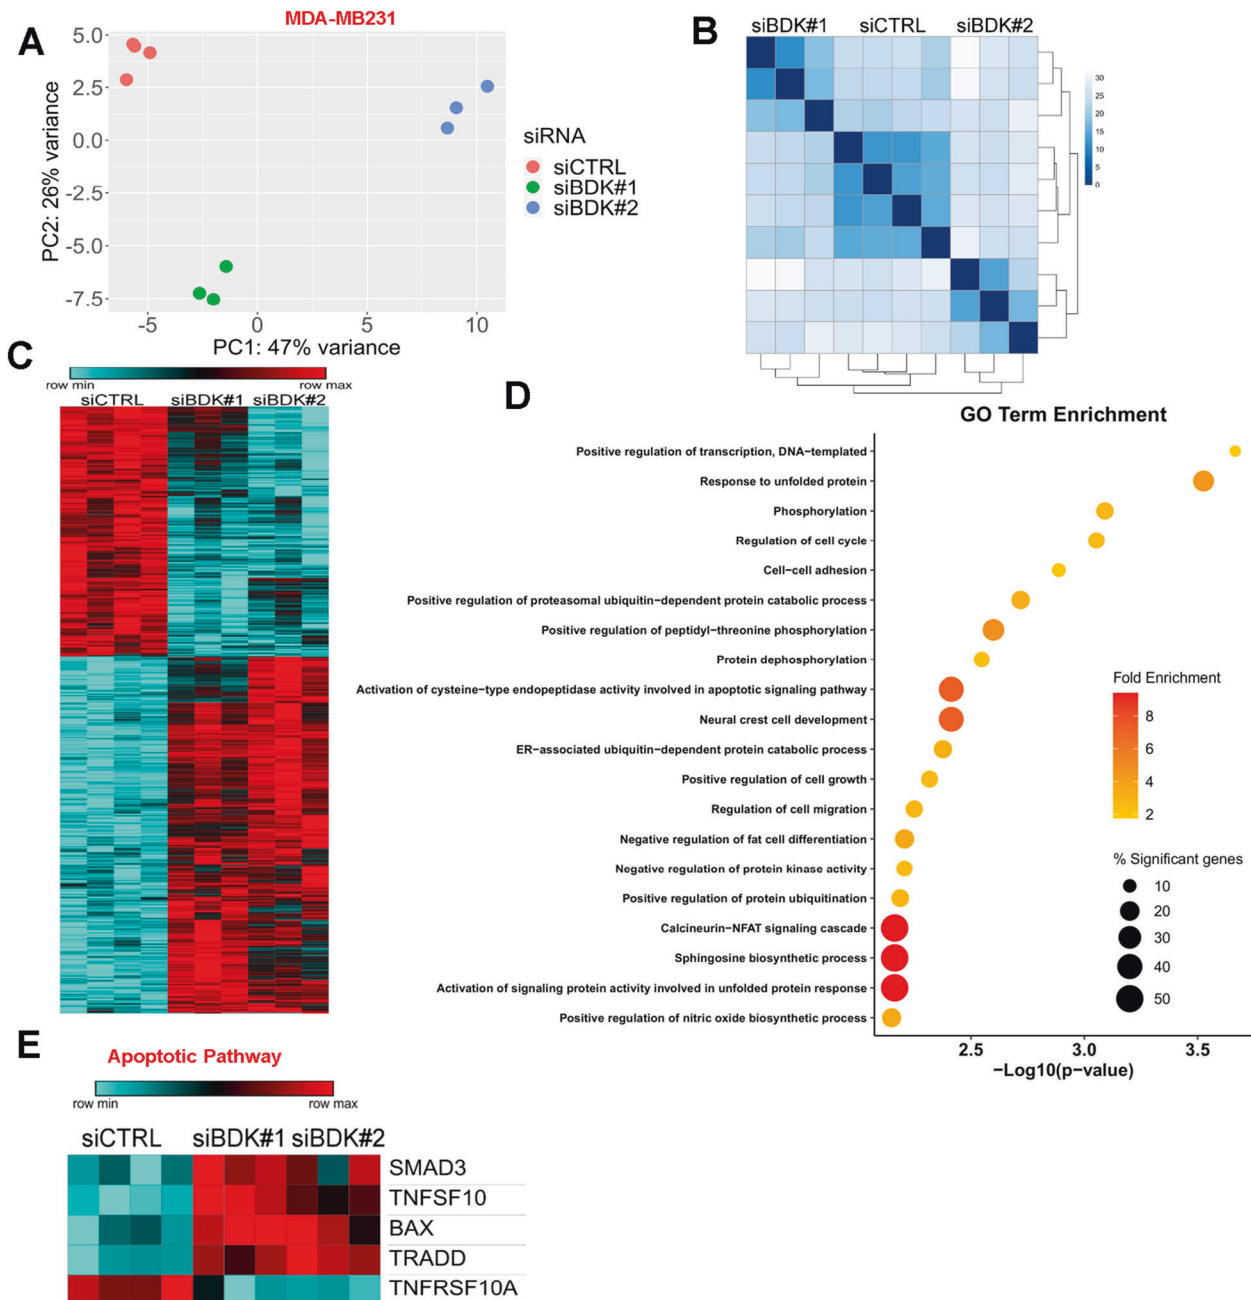 A
MDA-MB231
5.0
2.5
0.0
-2.5
-5.0
-7.5
PC2: 26% variance
-5
0
5
10
PC1: 47% variance
siRNA
siCTRL
siBDK#1
siBDK#2
B
siBDK#1 siCTRL siBDK#2
30
25
20
15
10
5
0
C
row min row max
siCTRL siBDK#1 siBDK#2
D
GO Term Enrichment
Positive regulation of transcription, DNA−templated
Response to unfolded protein
Phosphorylation
Regulation of cell cycle
Cell−cell adhesion
Positive regulation of proteasomal ubiquitin−dependent protein catabolic process
Positive regulation of peptidyl−threonine phosphorylation
Protein dephosphorylation
Activation of cysteine−type endopeptidase activity involved in apoptotic signaling pathway
Neural crest cell development
ER−associated ubiquitin−dependent protein catabolic process
Positive regulation of cell growth
Regulation of cell migration
Negative regulation of fat cell differentiation
Negative regulation of protein kinase activity
Positive regulation of protein ubiquitination
Calcineurin−NFAT signaling cascade
Sphingosine biosynthetic process
Activation of signaling protein activity involved in unfolded protein response
Positive regulation of nitric oxide biosynthetic process
2.5 3.0 3.5
−Log10(p−value)
Fold Enrichment
8
6
4
2
% Significant genes
10
20
30
40
50
E
Apoptotic Pathway
row min row max
siCTRL siBDK#1 siBDK#2
SMAD3
TNFSF10
BAX
TRADD
TNFRSF10A